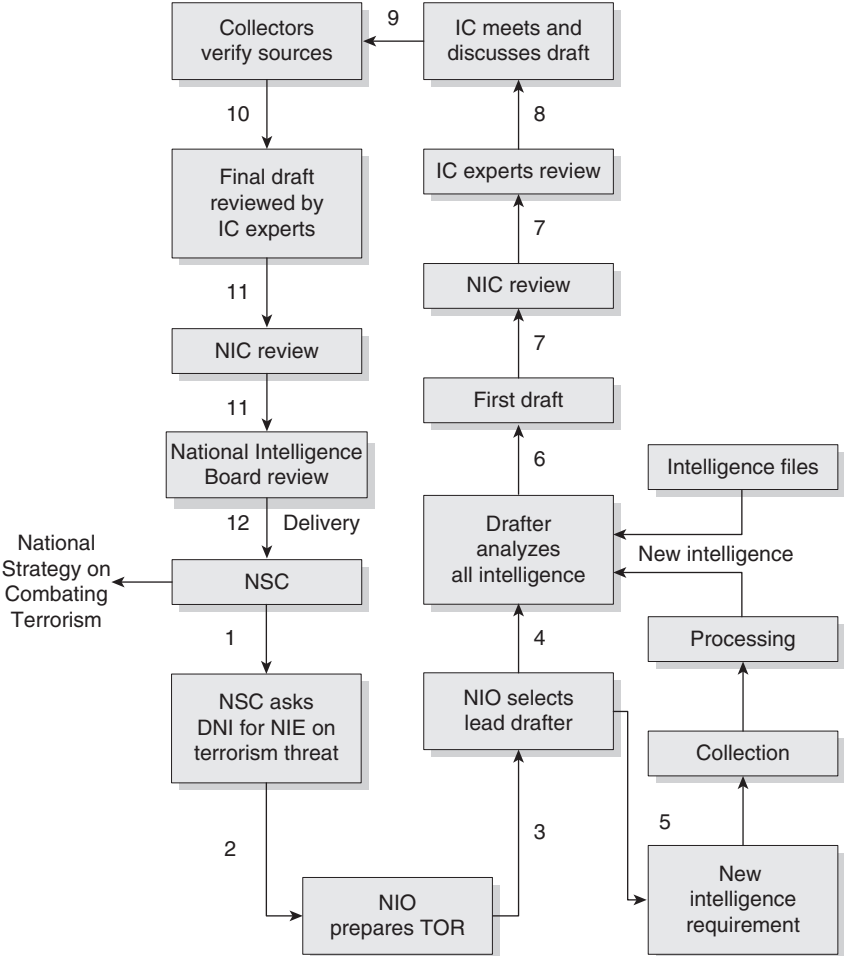 Collectors
verify sources
9
IC meets and
discusses draft
10
8
Final draft
reviewed by
IC experts
IC experts review
7
11
NIC review
NIC review
7
11
First draft
National Intelligence
Board review
6
Intelligence files
12 Delivery
Drafter
analyzes
all intelligence
New intelligence
National
Strategy on
Combating
Terrorism
NSC
1
4
Processing
NSC asks
DNI for NIE on
terrorism threat
NIO selects
lead drafter
Collection
2
3
5
NIO
prepares TOR
New
intelligence
requirement